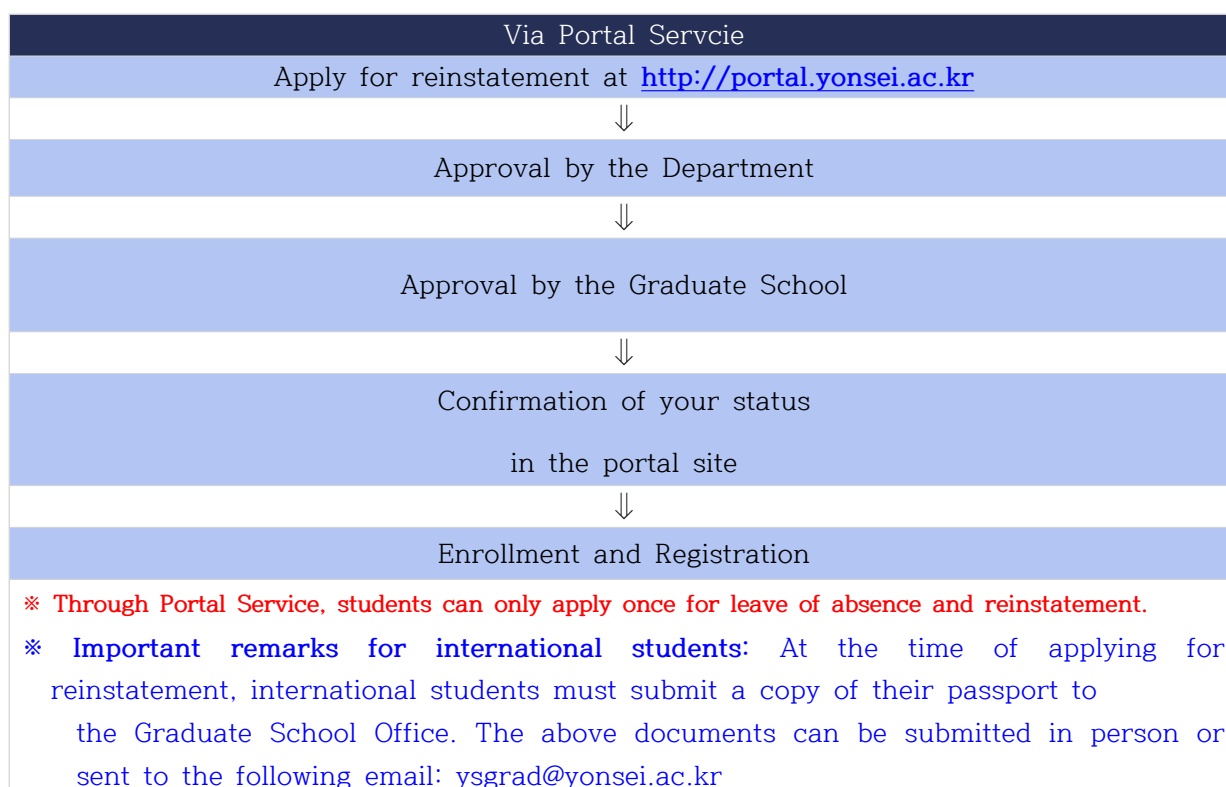 Via Portal Servcie
Apply for reinstatement at http://portal.yonsei.ac.kr
⇓
Approval by the Department
⇓
Approval by the Graduate School
⇓
Confirmation of your status
in the portal site
⇓
Enrollment and Registration
※ Through Portal Service, students can only apply once for leave of absence and reinstatement.
※ Important remarks for international students: At the time of applying for
reinstatement, international students must submit a copy of their passport to
the Graduate School Office. The above documents can be submitted in person or
sent to the following email: ysgrad@yonsei.ac.kr